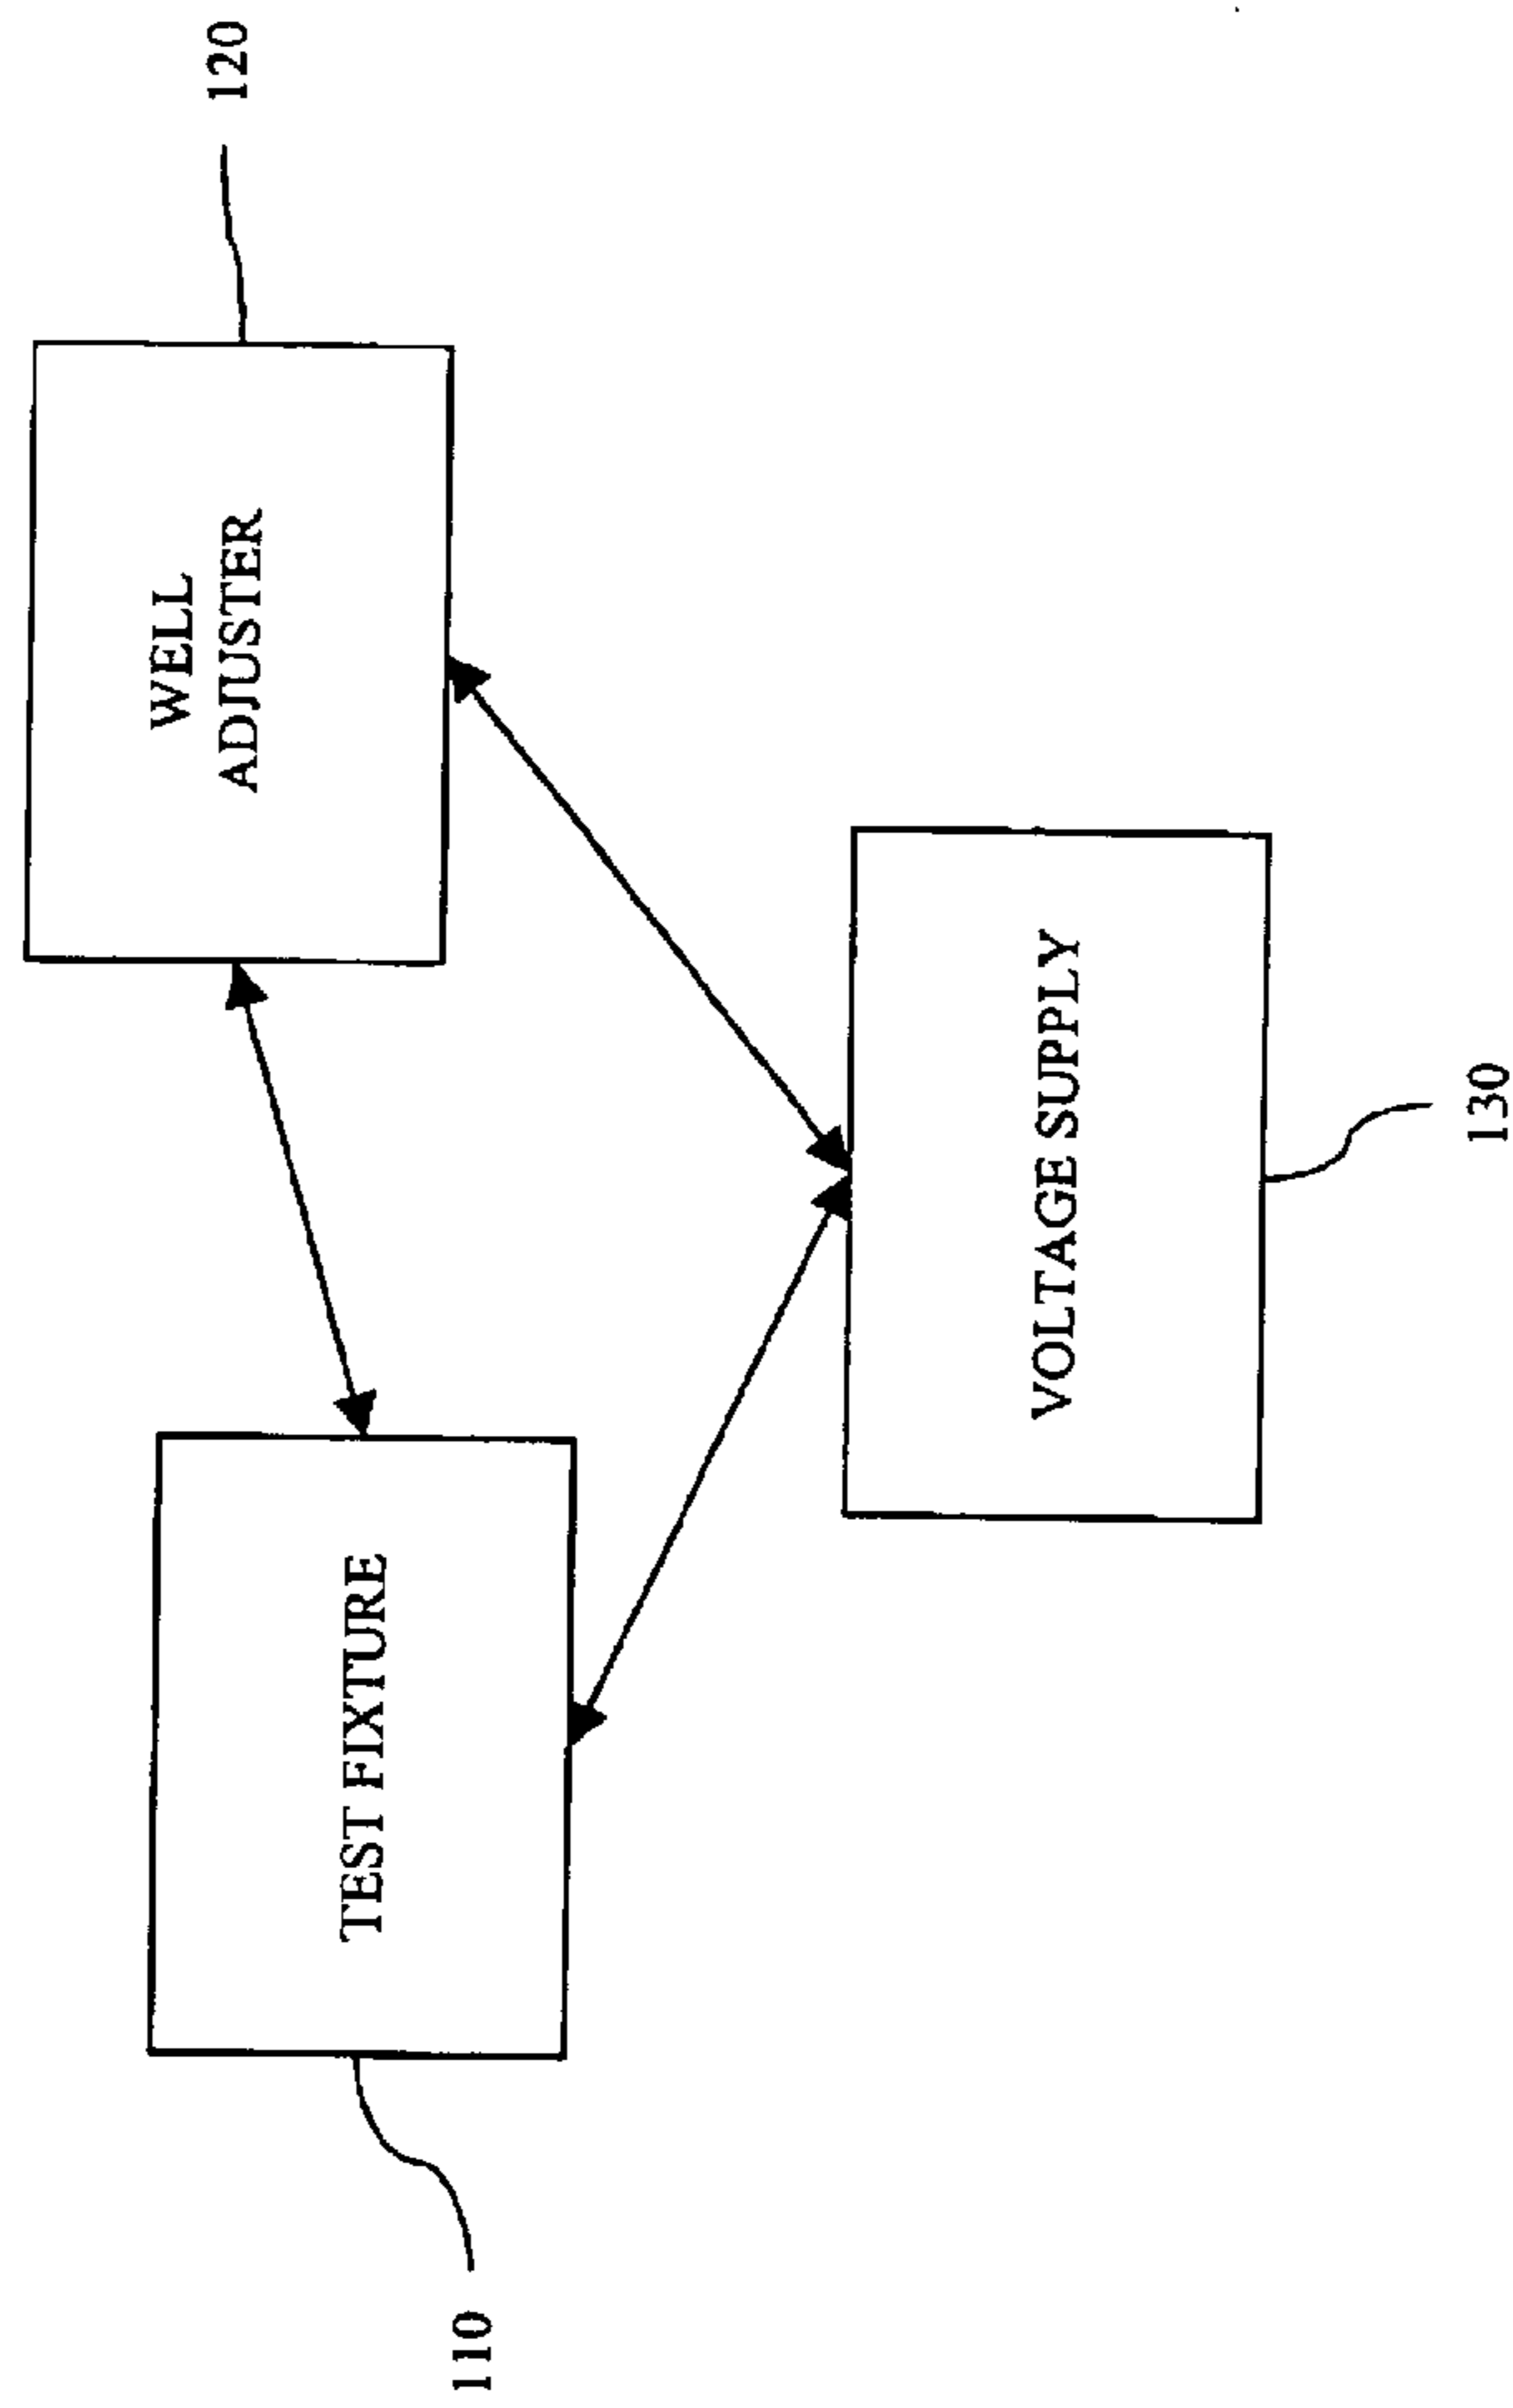 120
WELL
ADJUSTER
TEST FIXTURE
VOLTAGE SUPPLY
110
130